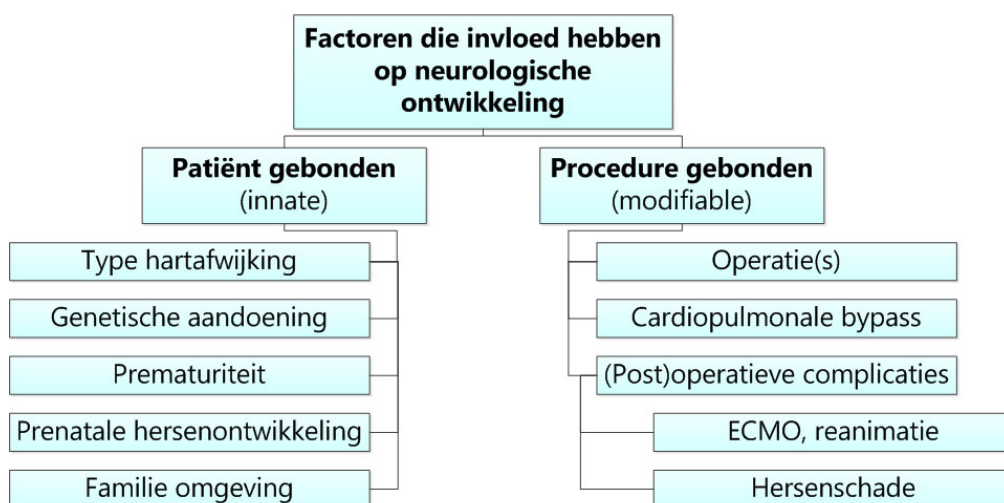 Factoren die invloed hebben
op neurologische
ontwikkeling
Patiënt gebonden
(innate)
Type hartafwijking
Genetische aandoening
Prematuriteit
Prenatale hersenontwikkeling
Familie omgeving
Procedure gebonden
(modifiable)
Operatie(s)
Cardiopulmonale bypass
(Post)operatieve complicaties
ECMO, reanimatie
Hersenschade